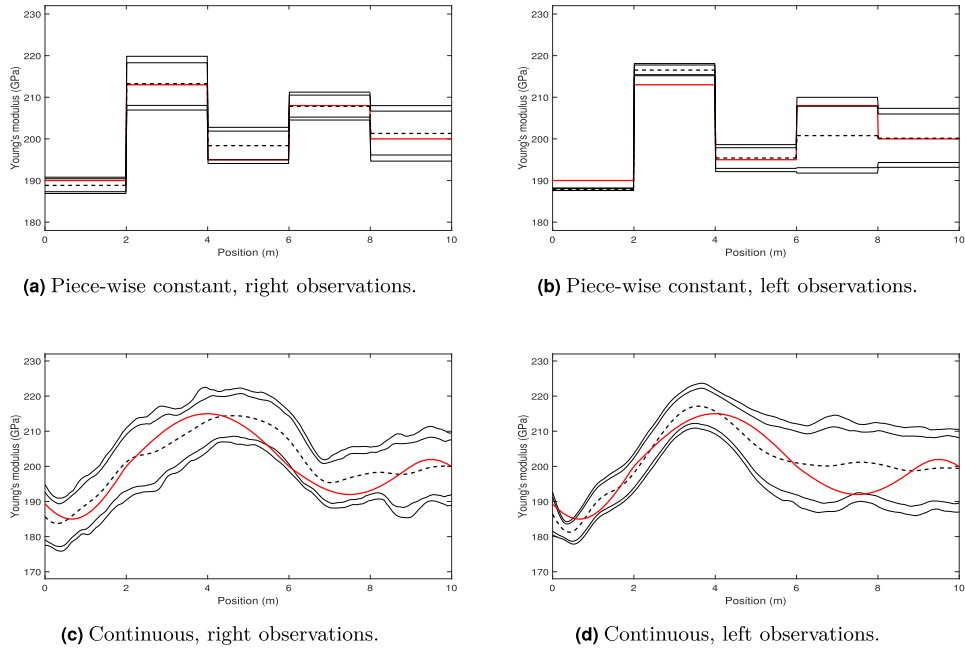 230
220
210
200
190
180
Young's modulus (GPa)
0 2 4 6 8 10
Position (m)
(a) Piece-wise constant, right observations.
230
220
210
200
190
180
Young's modulus (GPa)
0 2 4 6 8 10
Position (m)
(b) Piece-wise constant, left observations.
230
220
210
200
190
180
170
Young's modulus (GPa)
0 2 4 6 8 10
Position (m)
(c) Continuous, right observations.
230
220
210
200
190
180
170
Young's modulus (GPa)
0 2 4 6 8 10
Position (m)
(d) Continuous, left observations.